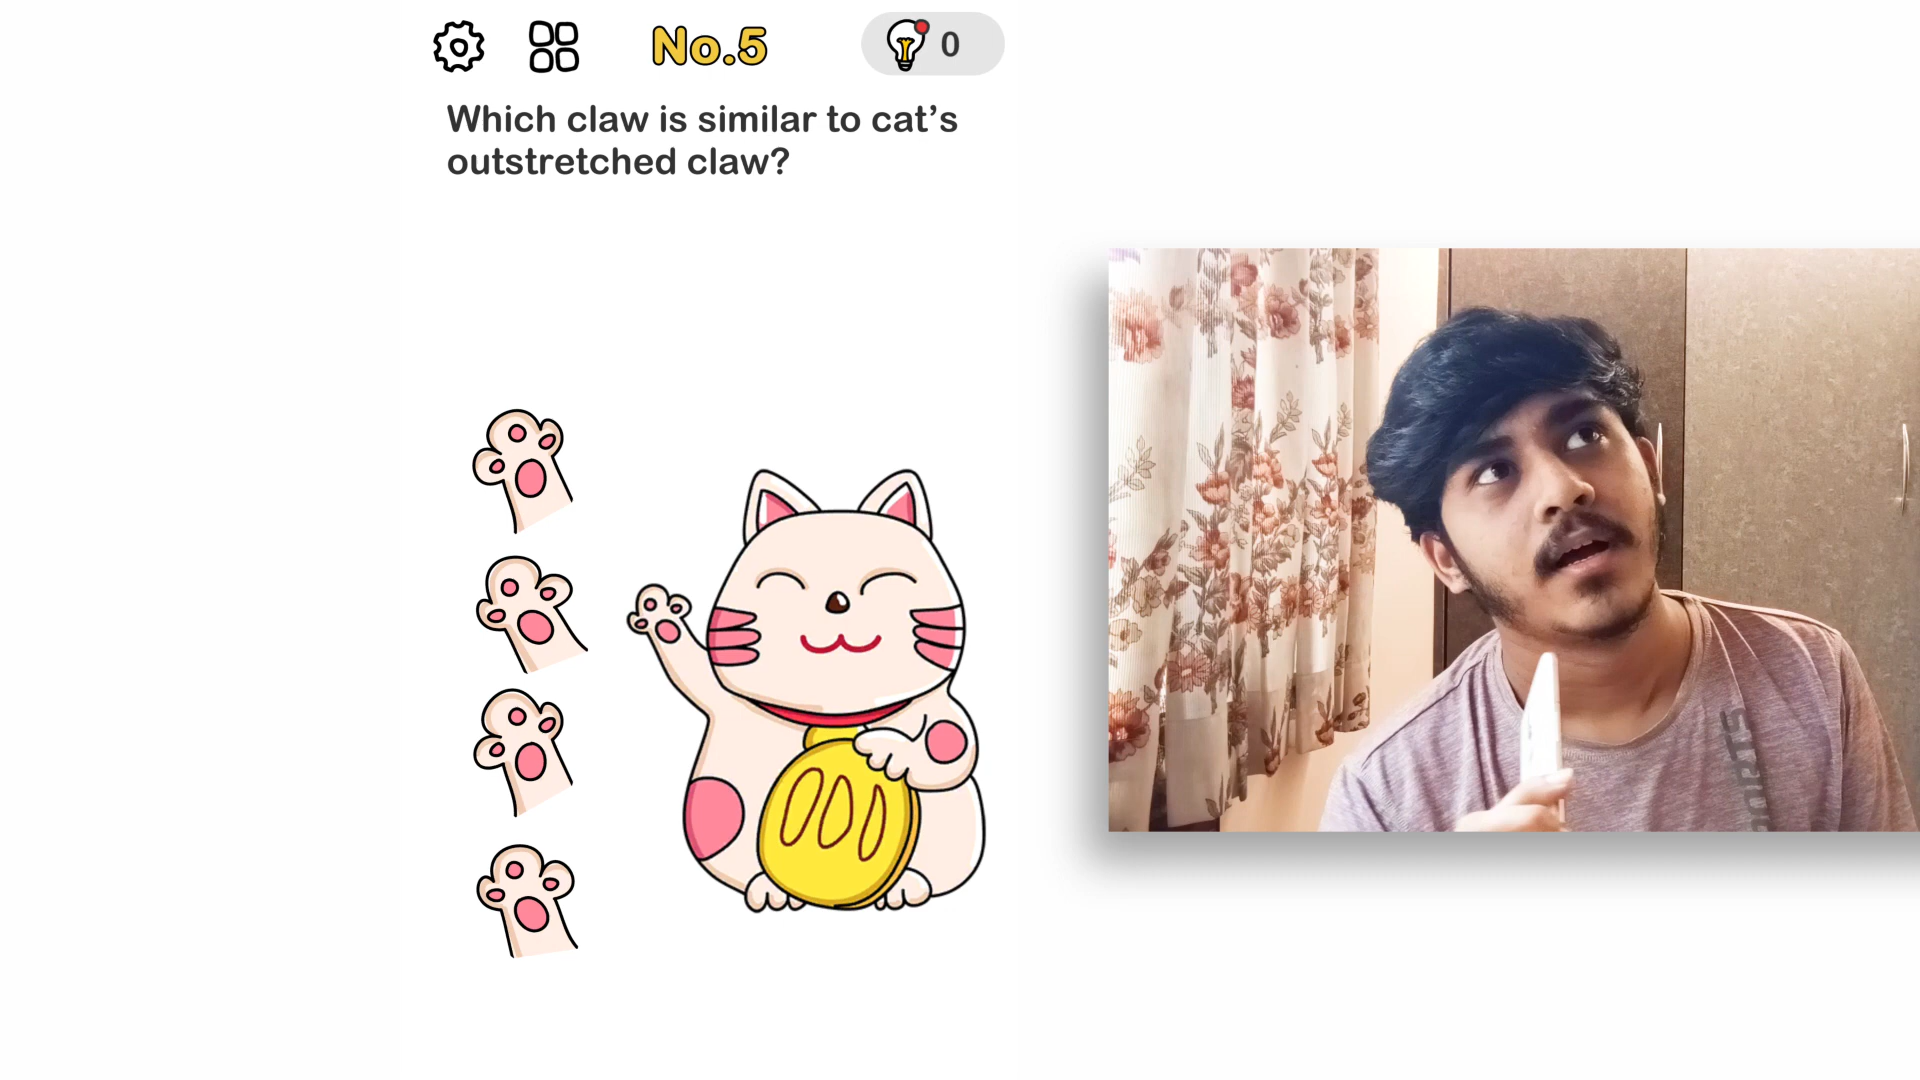 No.5
0
Which claw is similar to cat's
outstretched claw?